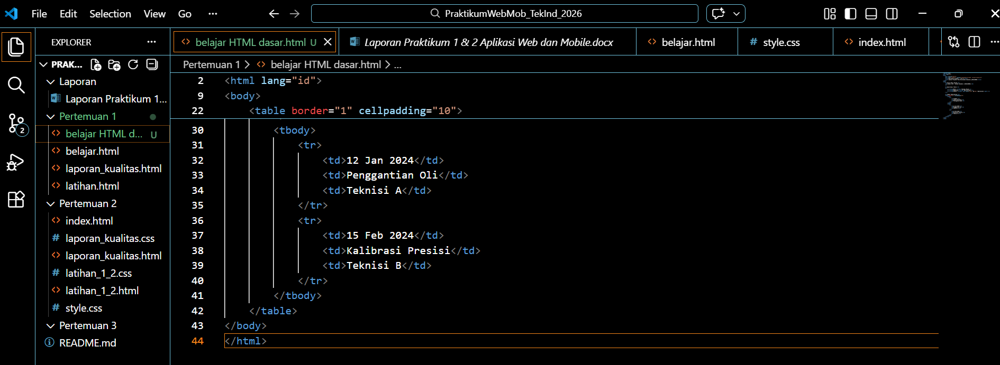 File Edit Selection View Go ... PraktikumWebMob_TekInd_2026
EXPLORER ...
belajar HTML dasar.html U
Laporan Praktikum 1 & 2 Aplikasi Web dan Mobile.docx
belajar.html
# style.css
index.html
...
PRAK...
Laporan
Laporan Praktikum 1...
Pertemuan 1
belajar HTML d... U
belajar.html
laporan_kualitas.html
latihan.html
Pertemuan 2
index.html
# laporan_kualitas.css
laporan_kualitas.html
# latihan_1_2.css
latihan_1_2.html
# style.css
Pertemuan 3
README.md
2
Pertemuan 1 > belajar HTML dasar.html > ...
2 <html lang="id">
9 <body>
22 <table border="1" cellpadding="10">
30 <tbody>
31 <tr>
32 <td>12 Jan 2024</td>
33 <td>Penggantian Oli</td>
34 <td>Teknisi A</td>
35 </tr>
36 <tr>
37 <td>15 Feb 2024</td>
38 <td>Kalibrasi Presisi</td>
39 <td>Teknisi B</td>
40 </tr>
41 </tbody>
42 </table>
43 </body>
44 </html>